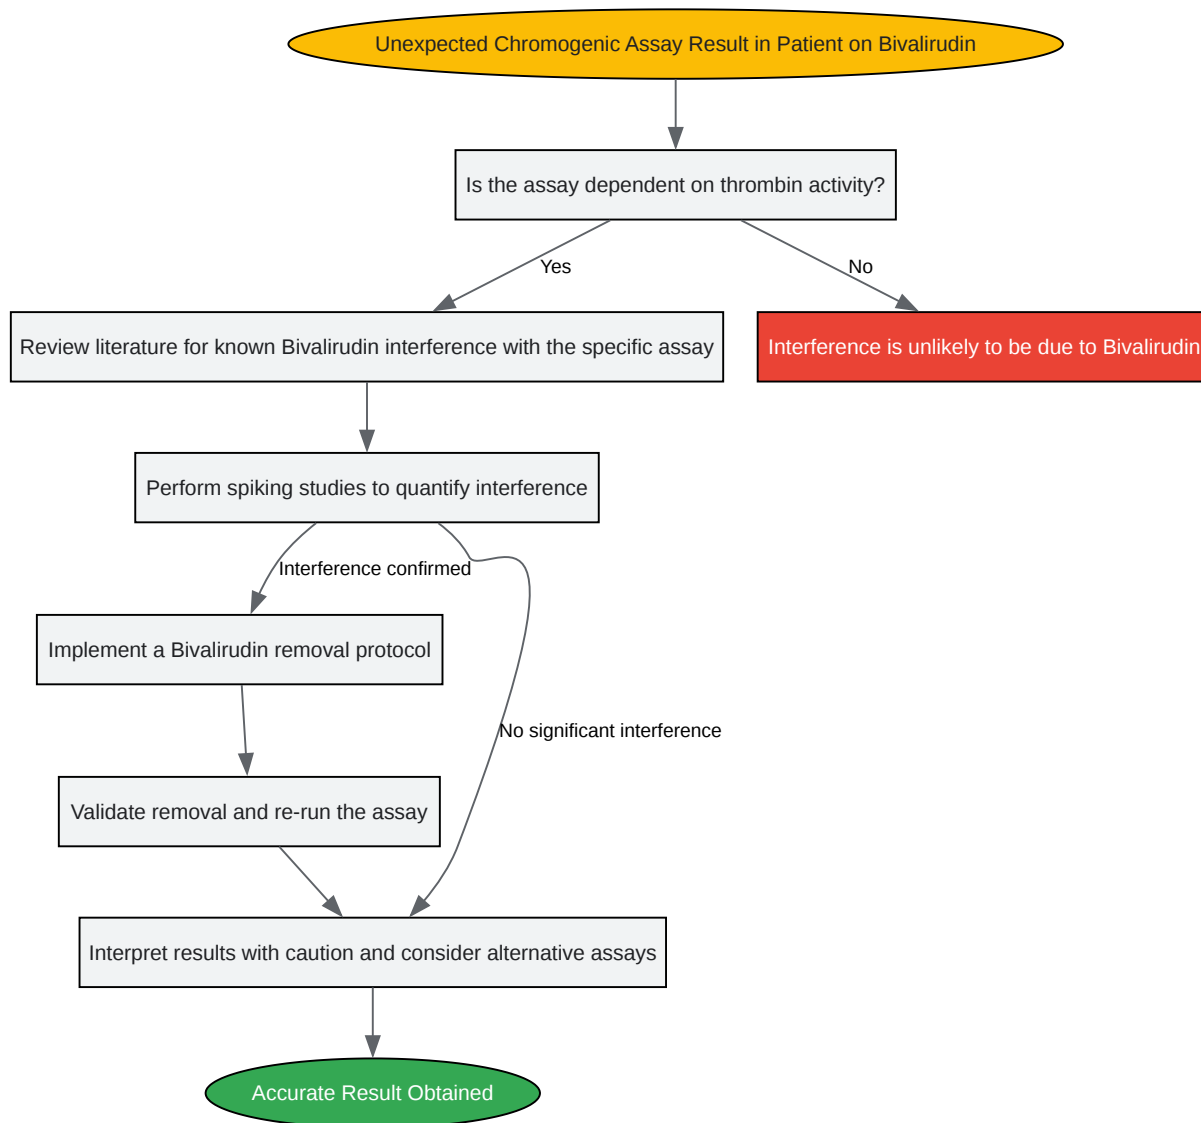 Unexpected Chromogenic Assay Result in Patient on Bivalirudin
Is the assay dependent on thrombin activity?
Yes
No
Review literature for known Bivalirudin interference with the specific assay
Interference is unlikely to be due to Bivalirudin
Perform spiking studies to quantify interference
Interference confirmed
Implement a Bivalirudin removal protocol
No significant interference
Validate removal and re-run the assay
Interpret results with caution and consider alternative assays
Accurate Result Obtained